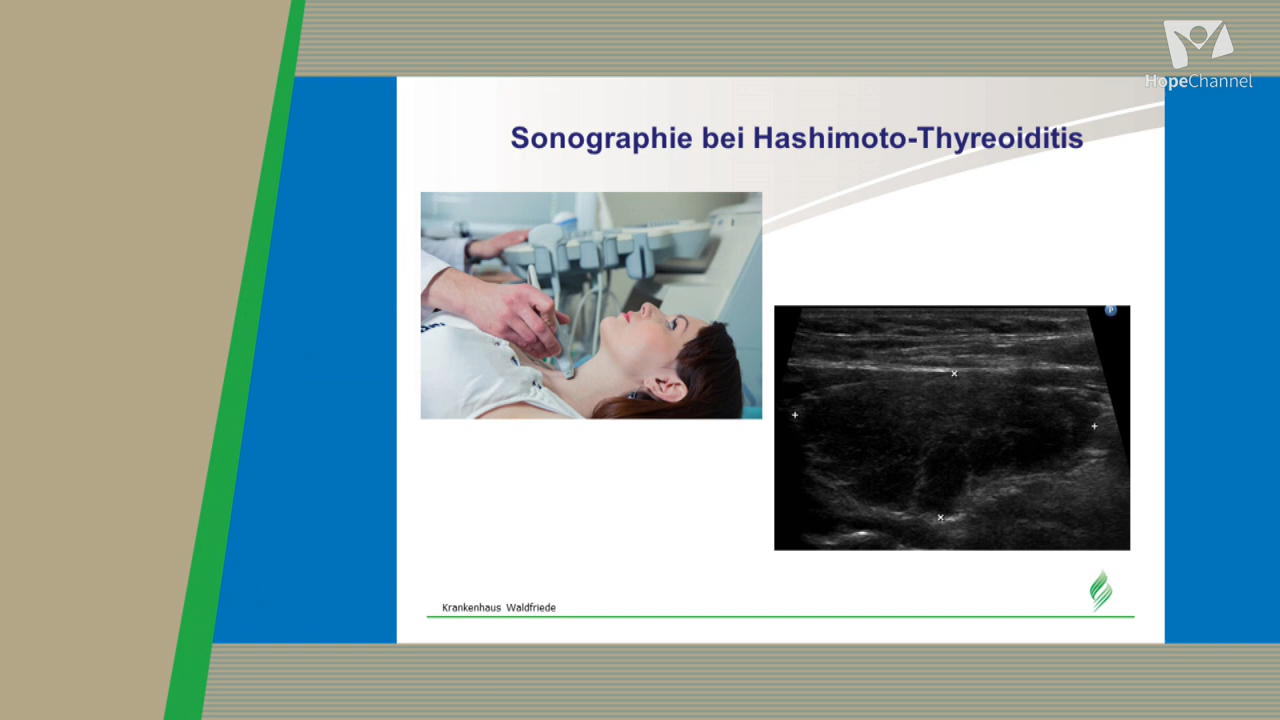 HopeChannel
Sonographie bei Hashimoto-Thyreoiditis
P
Krankenhaus Waldfriede